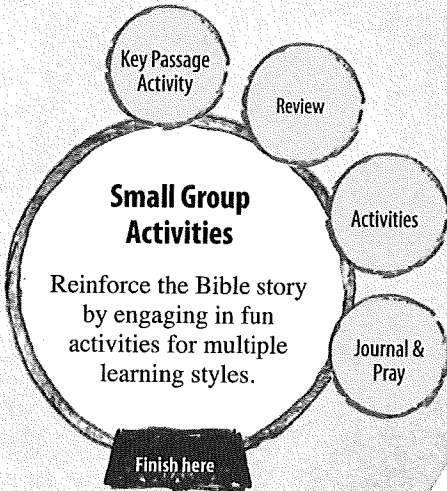 Key Passage
Activity
Review
Small Group
Activities
Activities
Reinforce the Bible story
by engaging in fun
activities for multiple
learning styles.
Journal &
Pray
Finish here